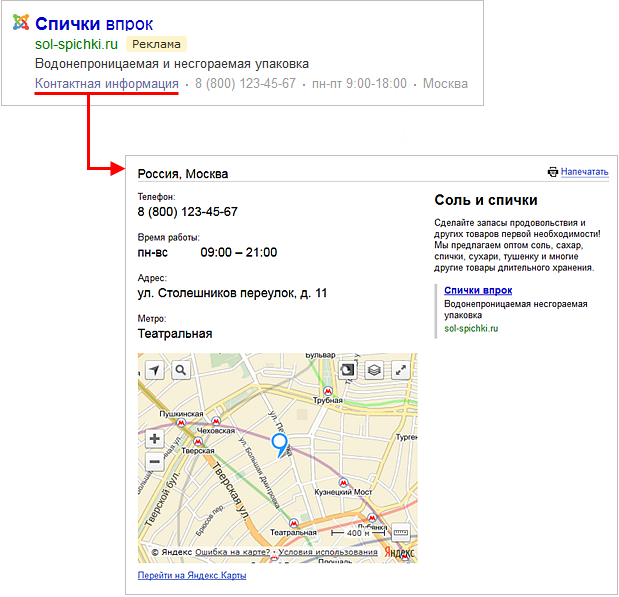 Спички впрок
sol-spichki.ru Реклама
Водонепроницаемая и несгораемая упаковка
Контактная информация · 8 (800) 123-45-67 · пн-пт 9:00-18:00 · Москва
Россия, Москва
Напечатать
Телефон:
8 (800) 123-45-67
Время работы:
пн-вс 09:00 – 21:00
Адрес:
ул. Столешников переулок, д. 11
Метро:
Театральная
Соль и спички
Сделайте запасы продовольствия и
других товаров первой необходимости!
Мы предлагаем оптом соль, сахар,
спички, сухари, тушенку и многие
другие товары длительного хранения.
Спички впрок
Водонепроницаемая несгораемая
упаковка
sol-spichki.ru
бульвар
Трубная
Пушкинская
Чеховская
Тверская
ул. Большая Дмитровка
Тверская ул.
Тверской бул.
Брюсов пер.
Кузнецкий Мост
Театральная
Лубянка
400 м
© Яндекс Ошибка на карте? · Условия использования Яндекс
Площадь
Перейти на Яндекс.Карты